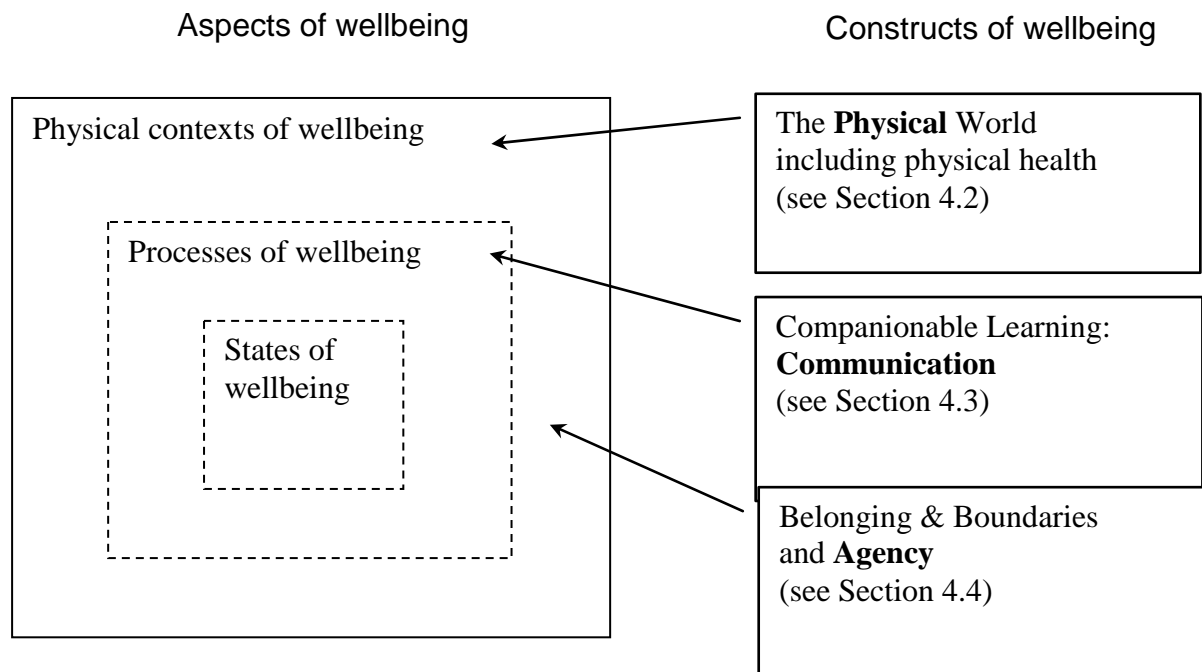 Aspects of wellbeing
Constructs of wellbeing
Physical contexts of wellbeing
Processes of wellbeing
States of
wellbeing
The Physical World
including physical health
(see Section 4.2)
Companionable Learning:
Communication
(see Section 4.3)
Belonging & Boundaries
and Agency
(see Section 4.4)